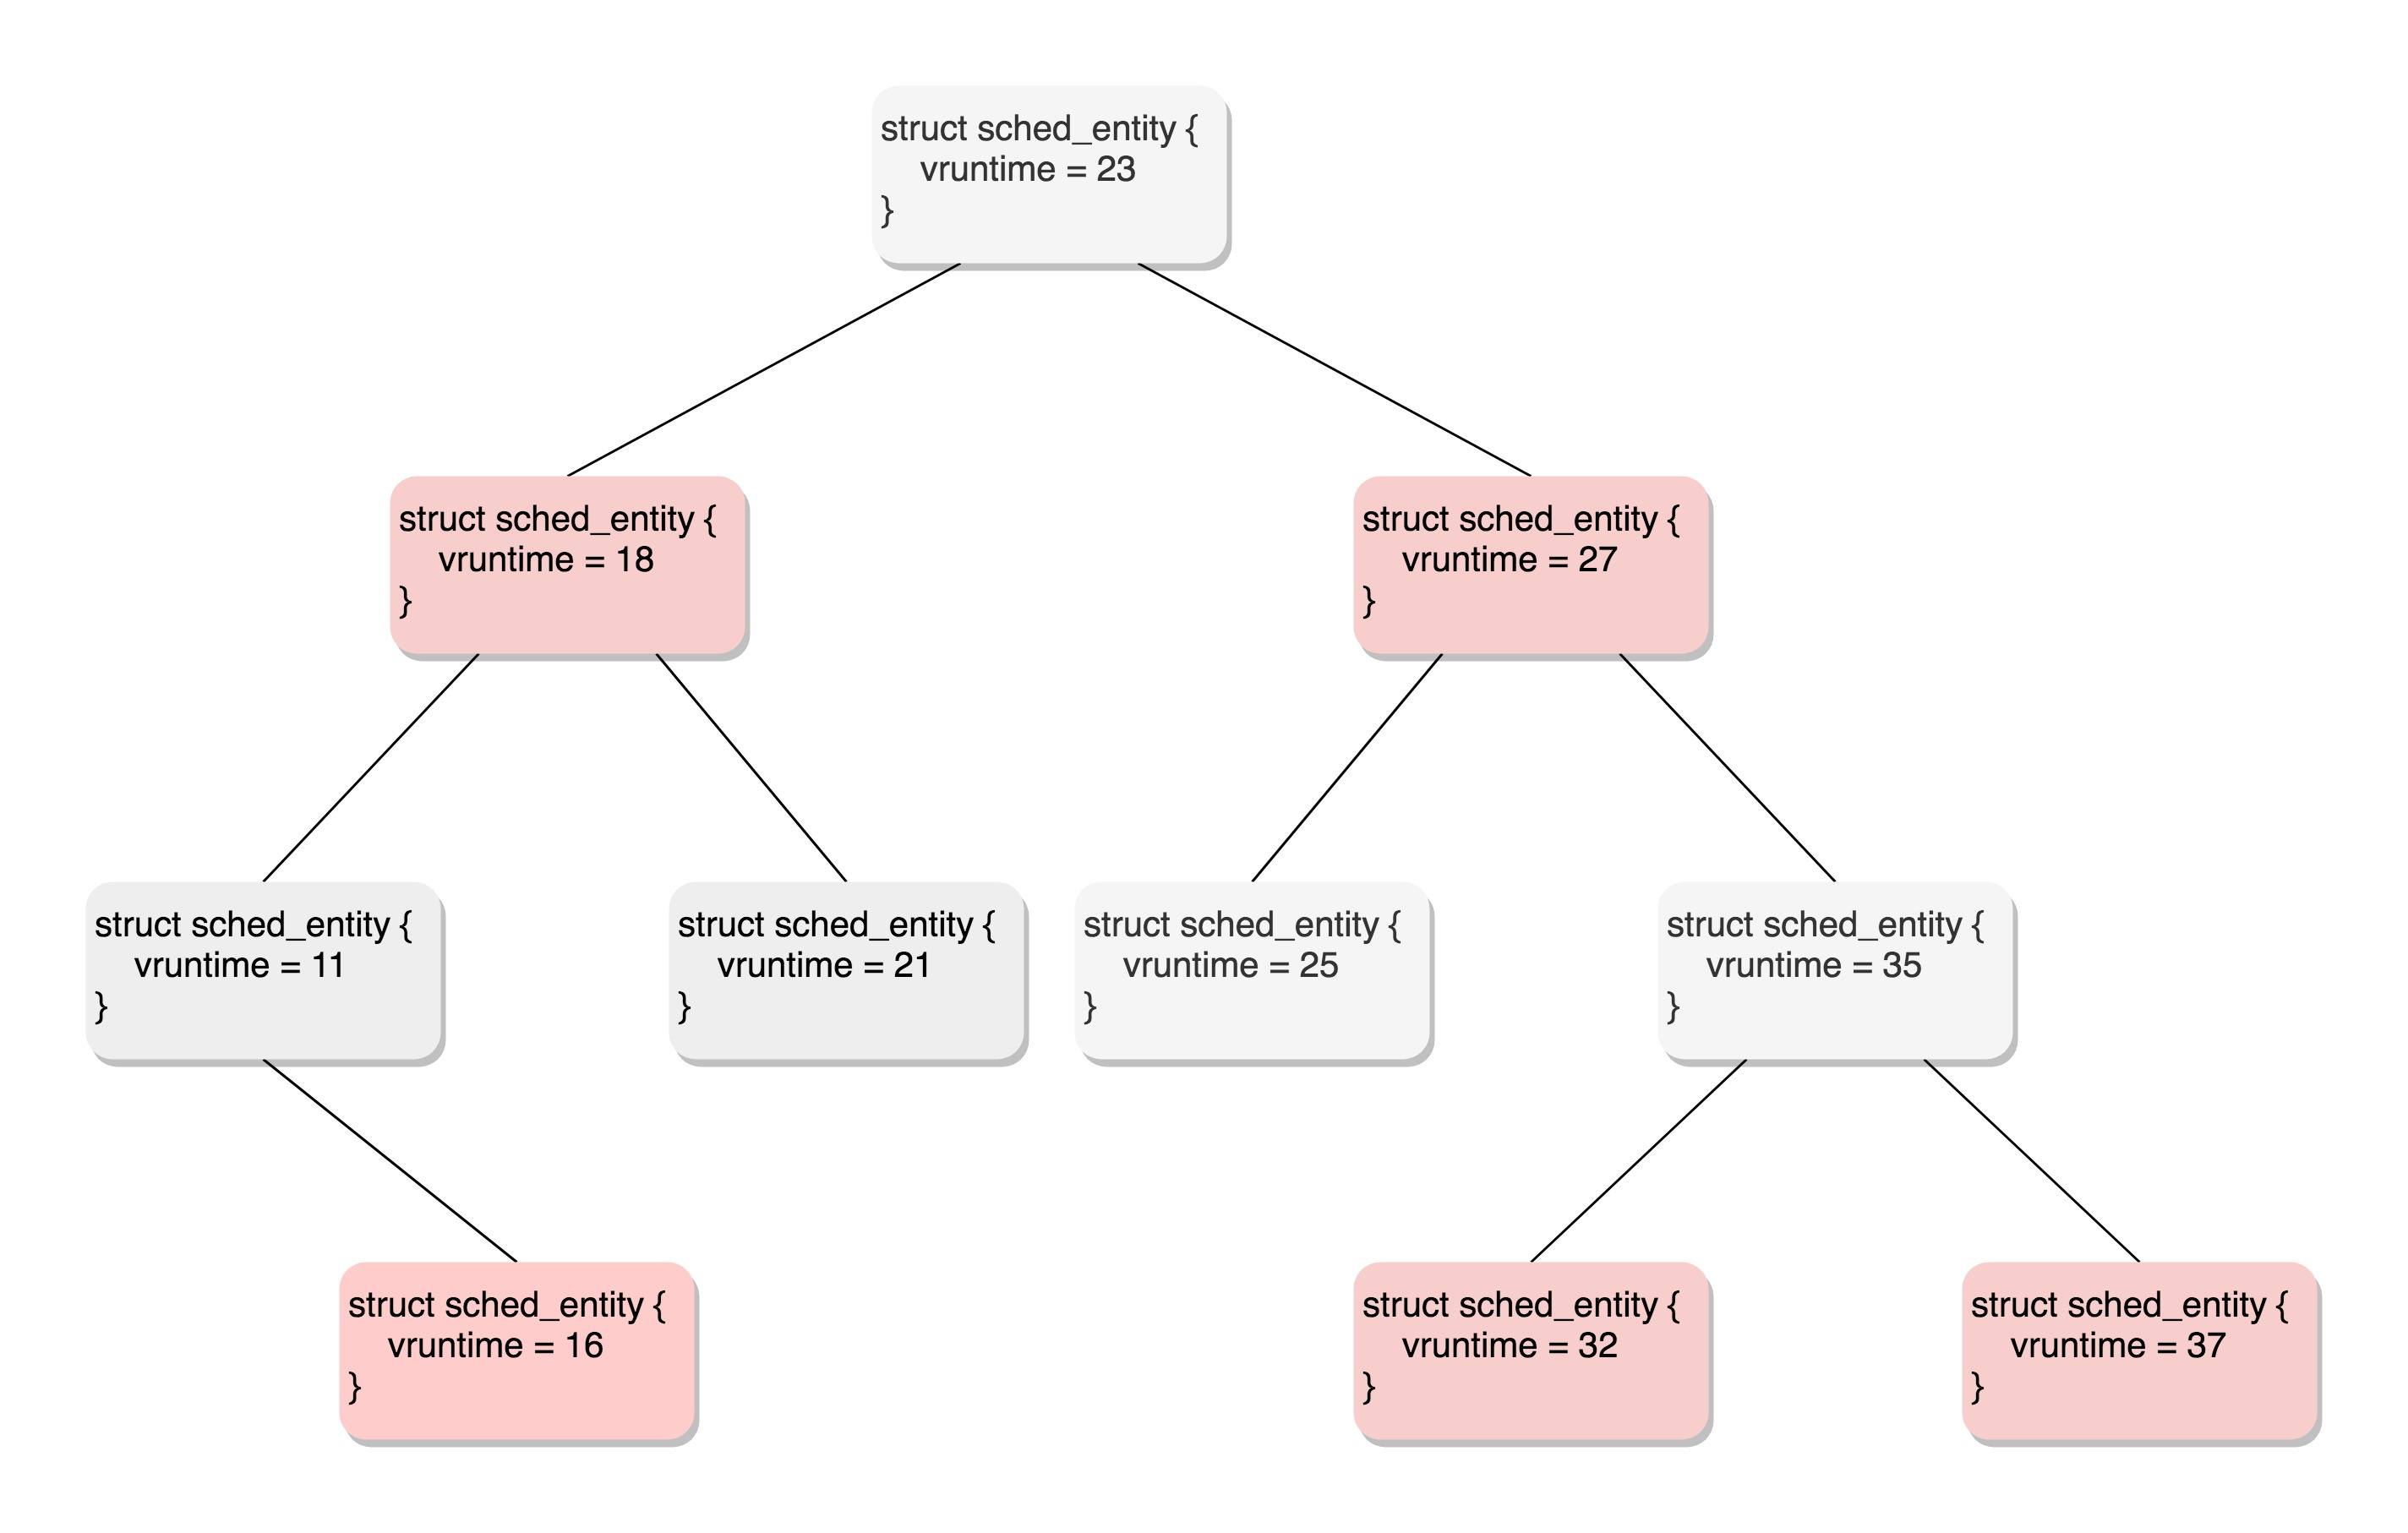 struct sched_entity {
vruntime = 23
}
struct sched_entity {
vruntime = 18
}
struct sched_entity {
vruntime = 27
}
struct sched_entity {
vruntime = 11
}
struct sched_entity {
vruntime = 21
}
struct sched_entity {
vruntime = 25
}
struct sched_entity {
vruntime = 35
}
struct sched_entity {
vruntime = 16
}
struct sched_entity {
vruntime = 32
}
struct sched_entity {
vruntime = 37
}